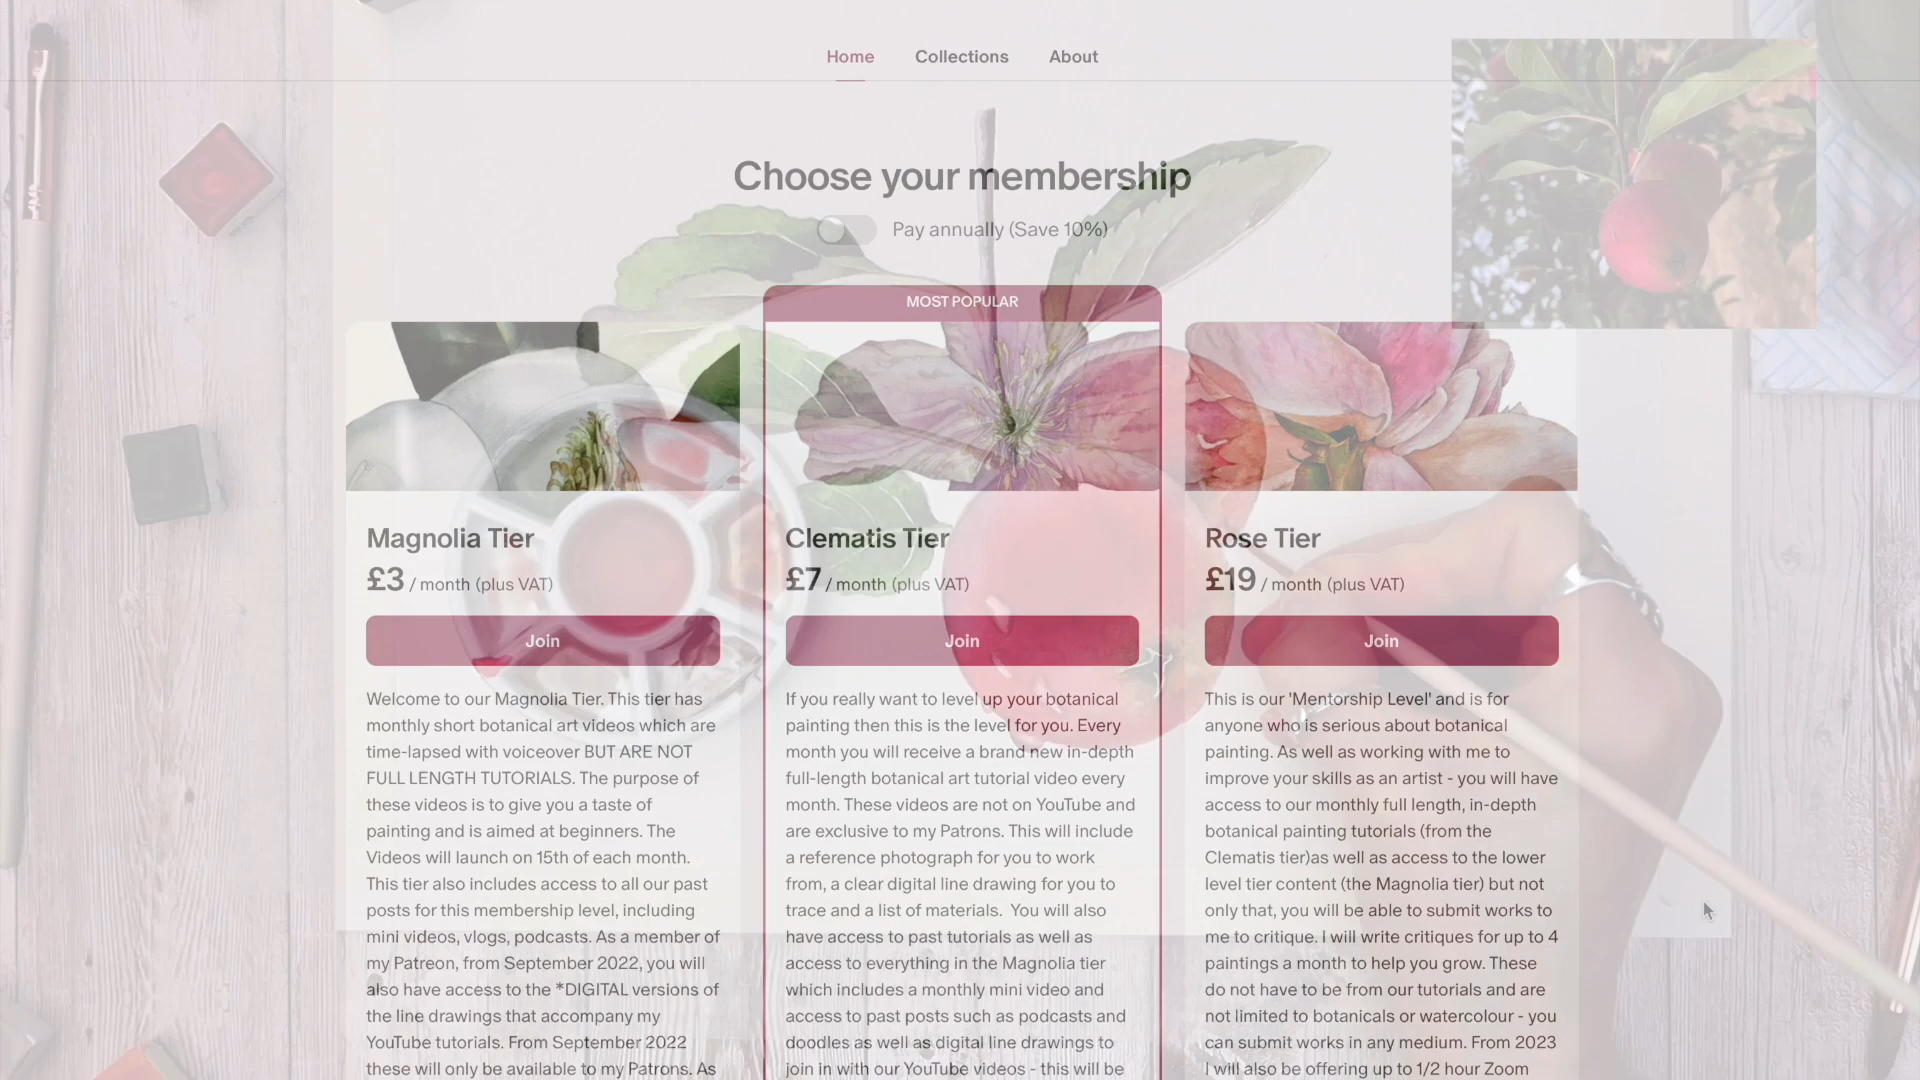 Home Collections About
Choose your membership
Pay annually (Save 10%)
MOST POPULAR
Magnolia Tier
£3 / month (plus VAT)
Join
Welcome to our Magnolia Tier. This tier has
monthly short botanical art videos which are
time-lapsed with voiceover BUT ARE NOT
FULL LENGTH TUTORIALS. The purpose of
these videos is to give you a taste of
painting and is aimed at beginners. The
Videos will launch on 15th of each month.
This tier also includes access to all our past
posts for this membership level, including
mini videos, vlogs, podcasts. As a member of
my Patreon, from September 2022, you will
also have access to the *DIGITAL versions of
the line drawings that accompany my
YouTube tutorials. From September 2022
these will only be available to my Patrons. As
Clematis Tier
£7 / month (plus VAT)
Join
If you really want to level up your botanical
painting then this is the level for you. Every
month you will receive a brand new in-depth
full-length botanical art tutorial video every
month. These videos are not on YouTube and
are exclusive to my Patrons. This will include
a reference photograph for you to work
from, a clear digital line drawing for you to
trace and a list of materials. You will also
have access to past tutorials as well as
access to everything in the Magnolia tier
which includes a monthly mini video and
access to past posts such as podcasts and
doodles as well as digital line drawings to
join in with our YouTube videos - this will be
Rose Tier
£19 / month (plus VAT)
Join
This is our 'Mentorship Level' and is for
anyone who is serious about botanical
painting. As well as working with me to
improve your skills as an artist - you will have
access to our monthly full length, in-depth
botanical painting tutorials (from the
Clematis tier)as well as access to the lower
level tier content (the Magnolia tier) but not
only that, you will be able to submit works to
me to critique. I will write critiques for up to 4
paintings a month to help you grow. These
do not have to be from our tutorials and are
not limited to botanicals or watercolour - you
can submit works in any medium. From 2023
I will also be offering up to 1/2 hour Zoom